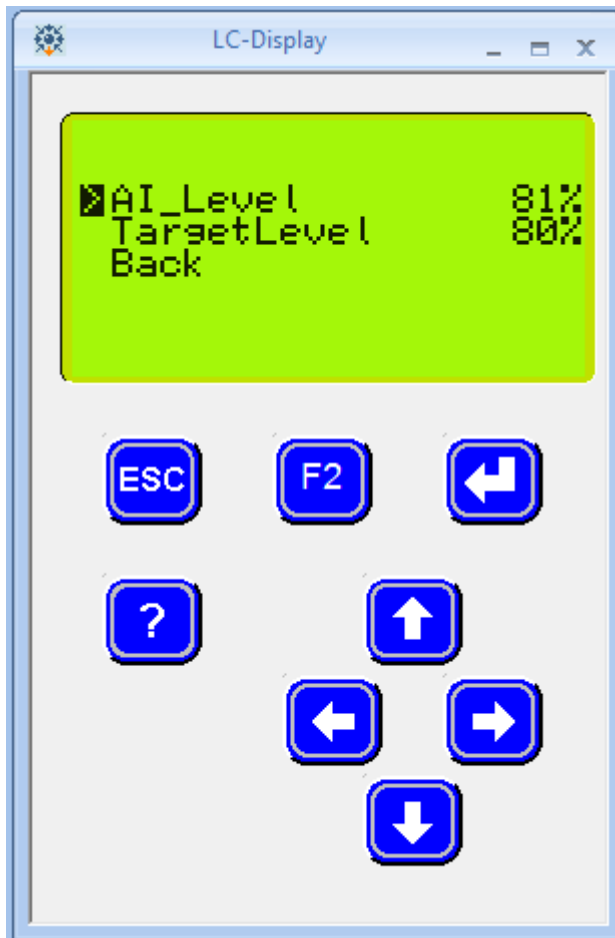 LC-Display
AI_Level 81%
TargetLevel 80%
Back
ESC F2
?